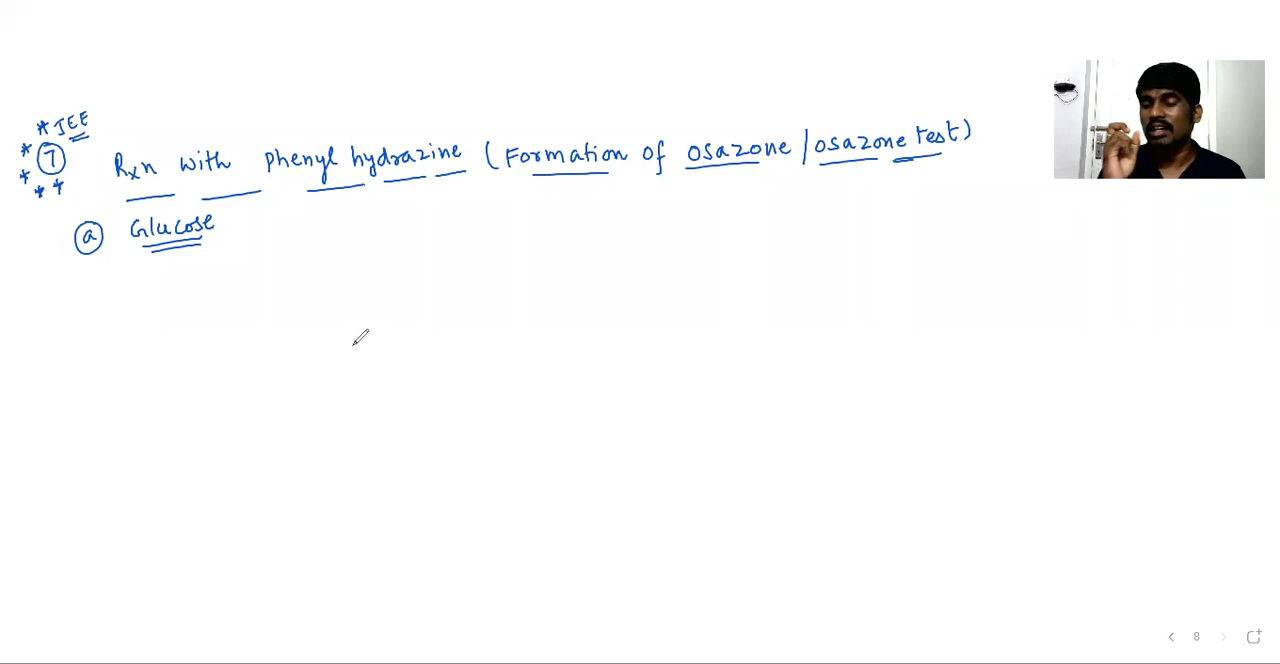 * JEE
* 7 Rxn with Phenyl hydrazine (Formation of osazone / osazone test)
* * *
a Glucose
8